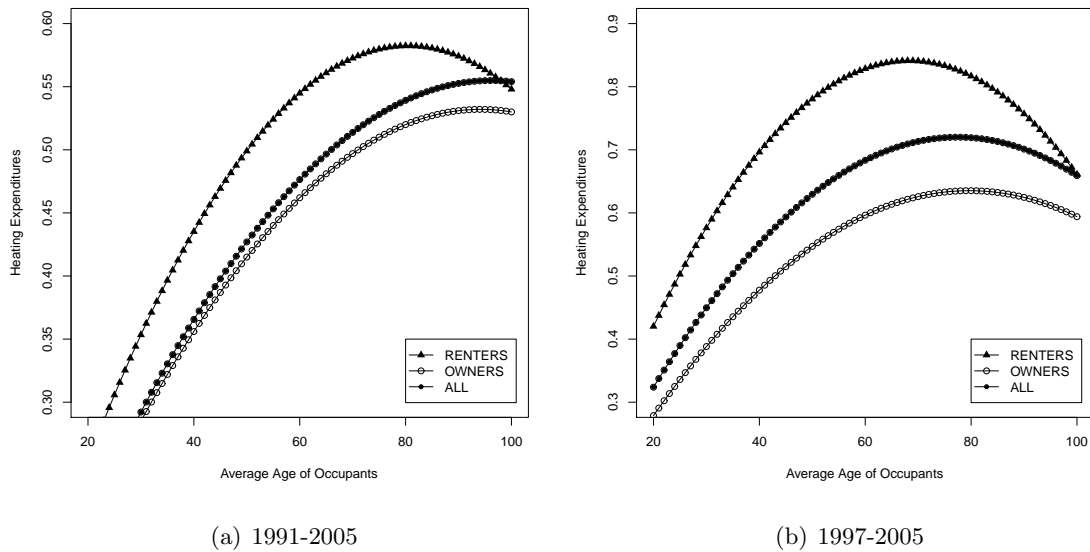 0.30 0.35 0.40 0.45 0.50 0.55 0.60
Heating Expenditures
20 40 60 80 100
Average Age of Occupants
RENTERS
OWNERS
ALL
(a) 1991-2005
0.3 0.4 0.5 0.6 0.7 0.8 0.9
Heating Expenditures
20 40 60 80 100
Average Age of Occupants
RENTERS
OWNERS
ALL
(b) 1997-2005